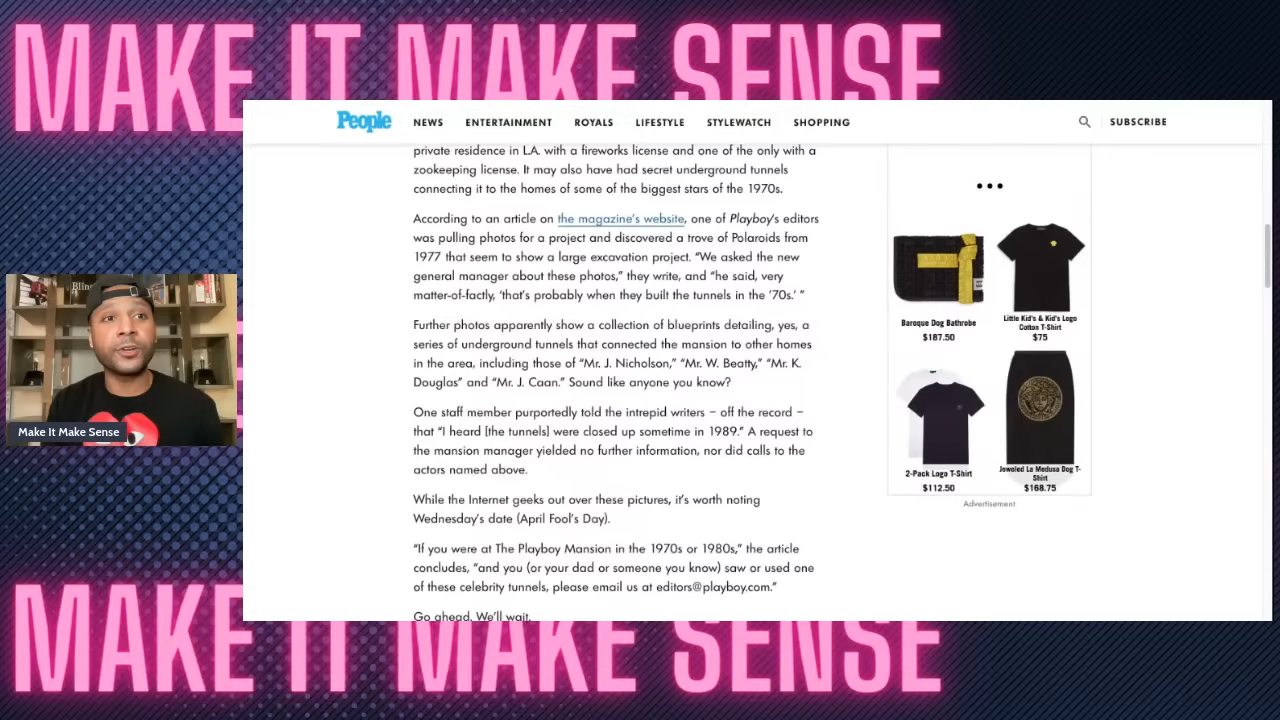 MAKE IT MAKE SENSE
People
NEWS ENTERTAINMENT ROYALS LIFESTYLE STYLEWATCH SHOPPING
SUBSCRIBE
private residence in L.A. with a fireworks license and one of the only with a
zookeeping license. It may also have had secret underground tunnels
connecting it to the homes of some of the biggest stars of the 1970s.
According to an article on the magazine's website, one of Playboy's editors
was pulling photos for a project and discovered a trove of Polaroids from
1977 that seem to show a large excavation project. “We asked the new
general manager about these photos,” they write, and “he said, very
matter-of-factly, ‘that's probably when they built the tunnels in the ’70s.’ ”
Further photos apparently show a collection of blueprints detailing, yes, a
series of underground tunnels that connected the mansion to other homes
in the area, including those of “Mr. J. Nicholson,” “Mr. W. Beatty,” “Mr. K.
Douglas” and “Mr. J. Caan.” Sound like anyone you know?
One staff member purportedly told the intrepid writers – off the record –
that “I heard [the tunnels] were closed up sometime in 1989.” A request to
the mansion manager yielded no further information, nor did calls to the
actors named above.
While the Internet geeks out over these pictures, it's worth noting
Wednesday's date (April Fool's Day).
“If you were at The Playboy Mansion in the 1970s or 1980s,” the article
concludes, “and you (or your dad or someone you know) saw or used one
of these celebrity tunnels, please email us at editors@playboy.com.”
Go ahead. We'll wait.
Baroque Dog Bathrobe
$187.50
Little Kid's & Kid's Logo
Cotton T-Shirt
$75
2-Pack Logo T-Shirt
$112.50
Jeweled La Medusa Dog T-
Shirt
$168.75
Advertisement
Make It Make Sense
MAKE IT MAKE SENSE